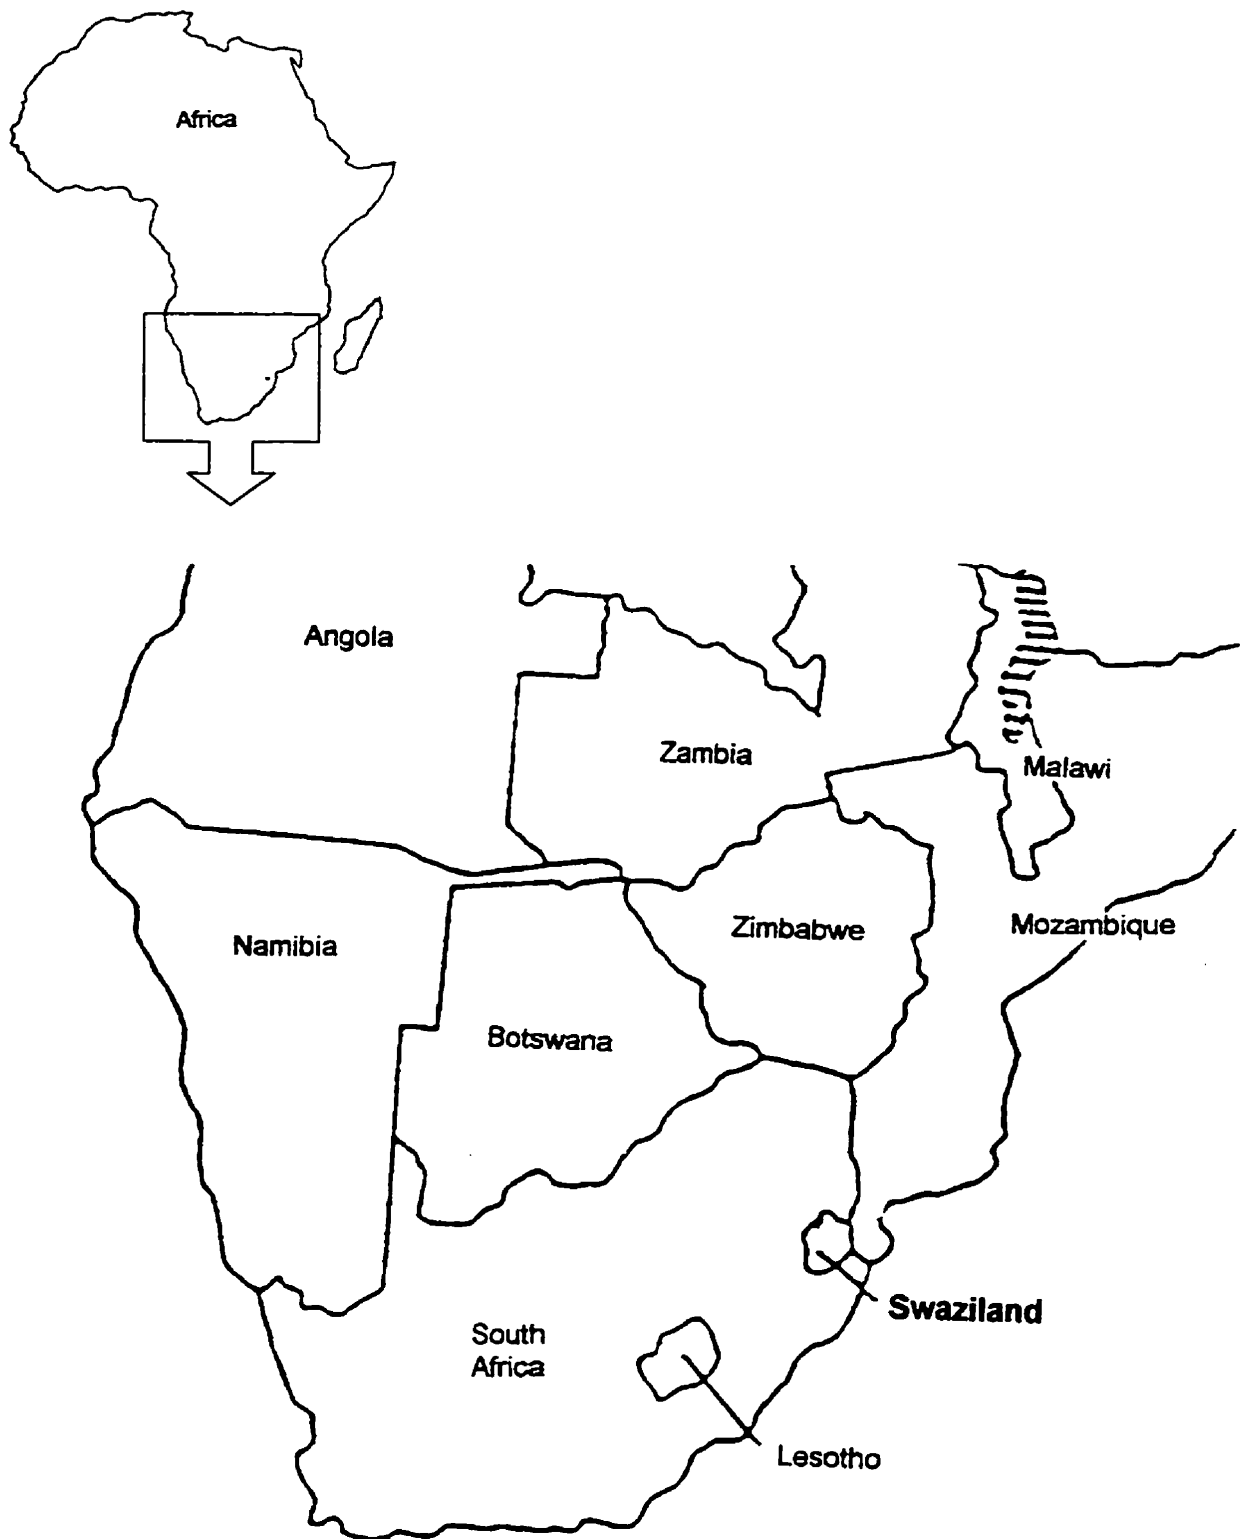 Africa
Angola
Zambia
Malawi
Namibia
Zimbabwe
Mozambique
Botswana
Swaziland
South
Africa
Lesotho